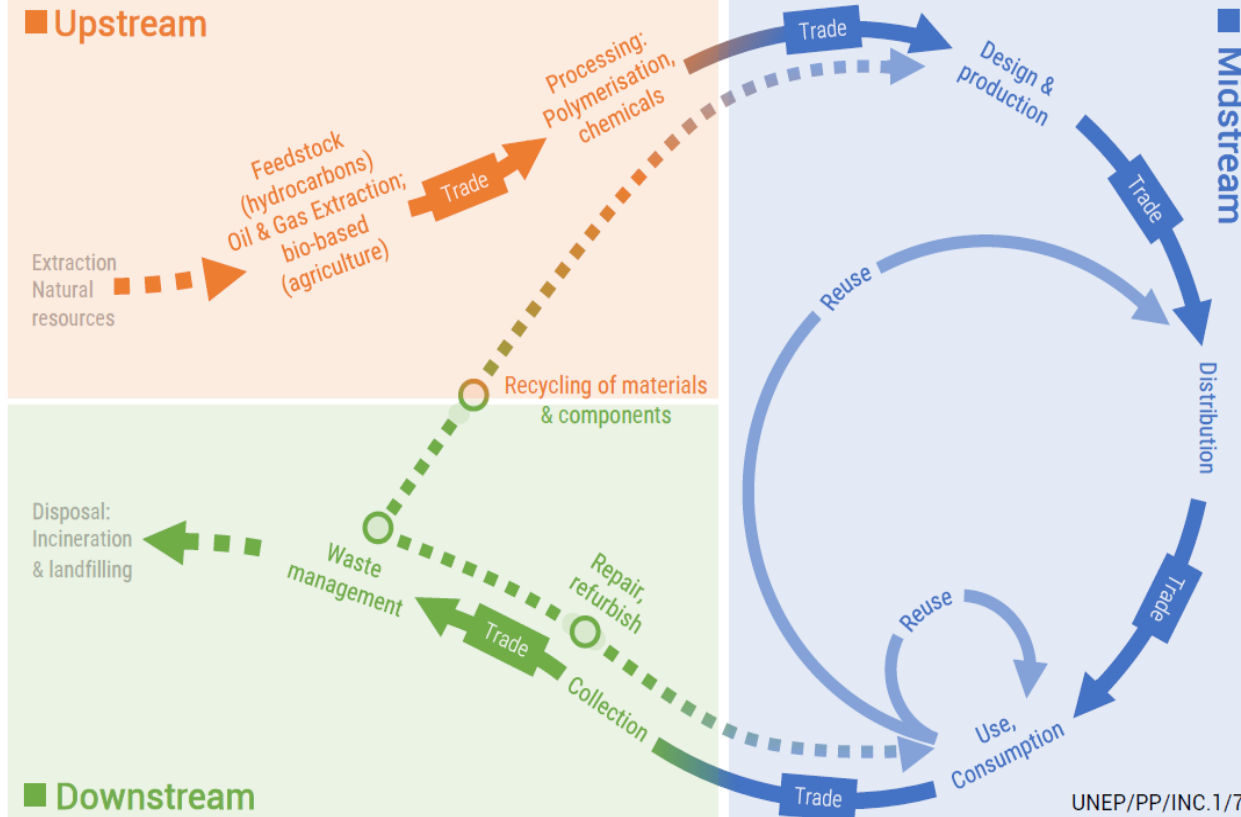 Upstream
Trade
Design &
production
Midstream
Processing:
Polymerisation,
chemicals
Trade
Feedstock
(hydrocarbons)
Oil & Gas Extraction;
bio-based
(agriculture)
Trade
Extraction
Natural
resources
Reuse
Distribution
Recycling of materials
& components
Disposal:
Incineration
& landfilling
Waste
management
Repair,
refurbish
Trade
Collection
Reuse
Trade
Use,
Consumption
Trade
Downstream
UNEP/PP/INC.1/7